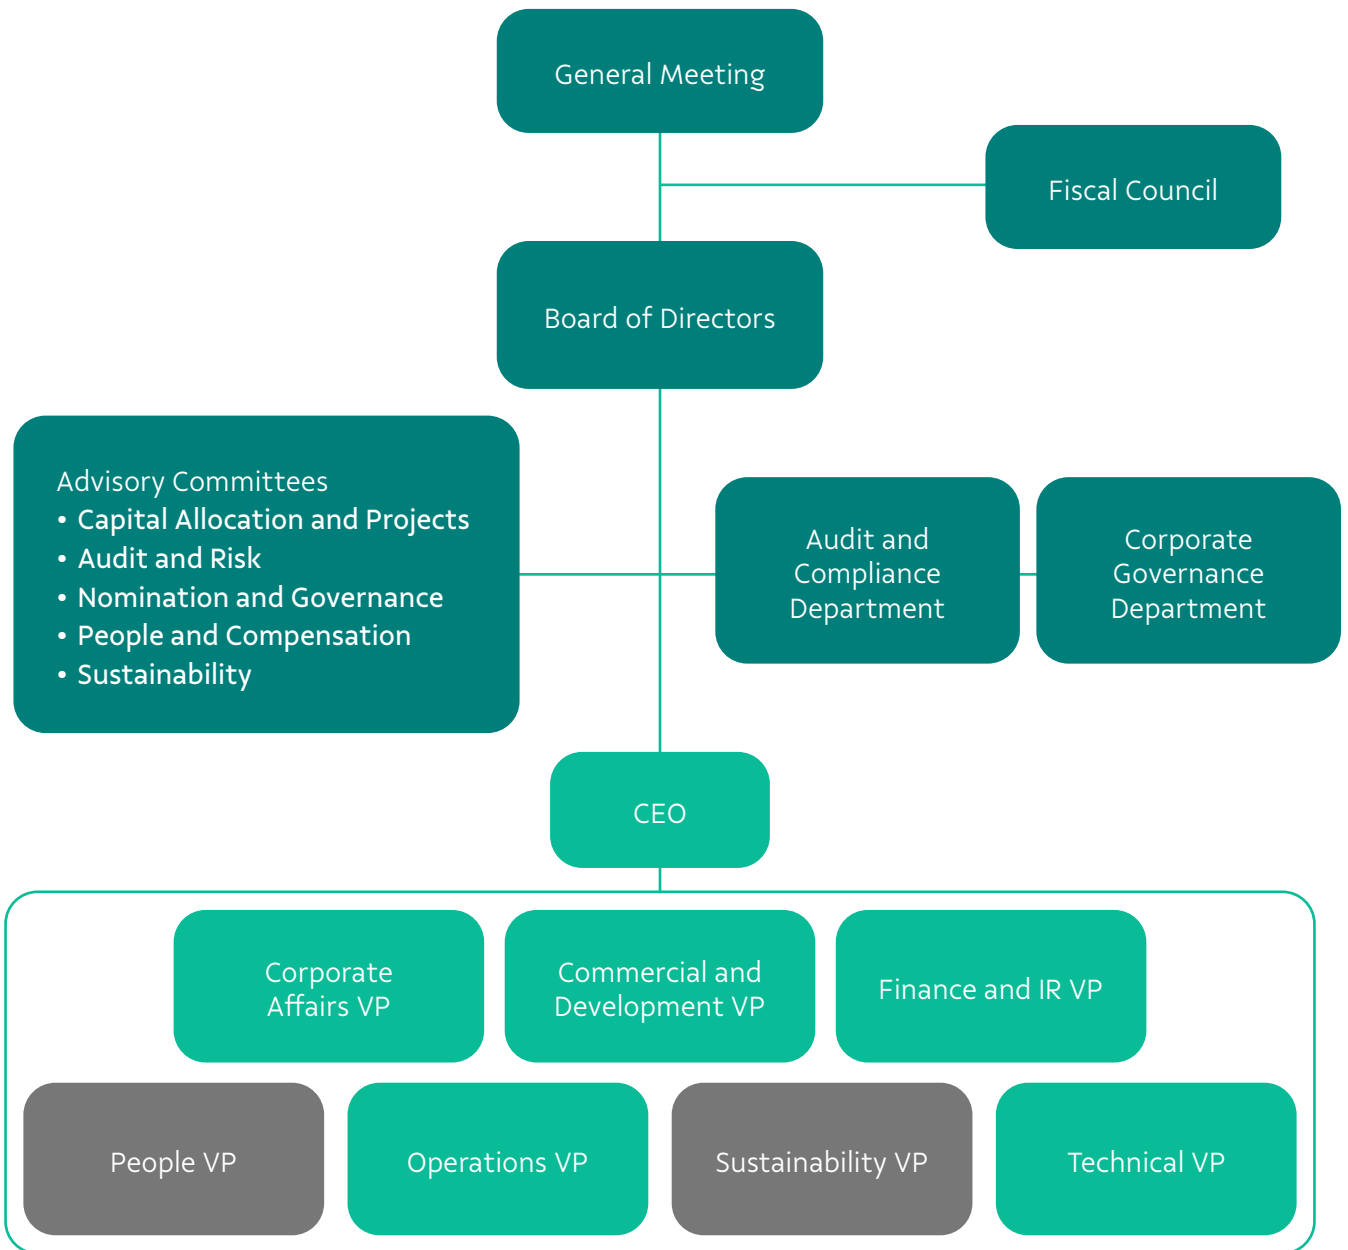 General Meeting
Fiscal Council
Board of Directors
Advisory Committees
• Capital Allocation and Projects
• Audit and Risk
• Nomination and Governance
• People and Compensation
• Sustainability
Audit and
Compliance
Department
Corporate
Governance
Department
CEO
Corporate
Affairs VP
Commercial and
Development VP
Finance and IR VP
People VP
Operations VP
Sustainability VP
Technical VP